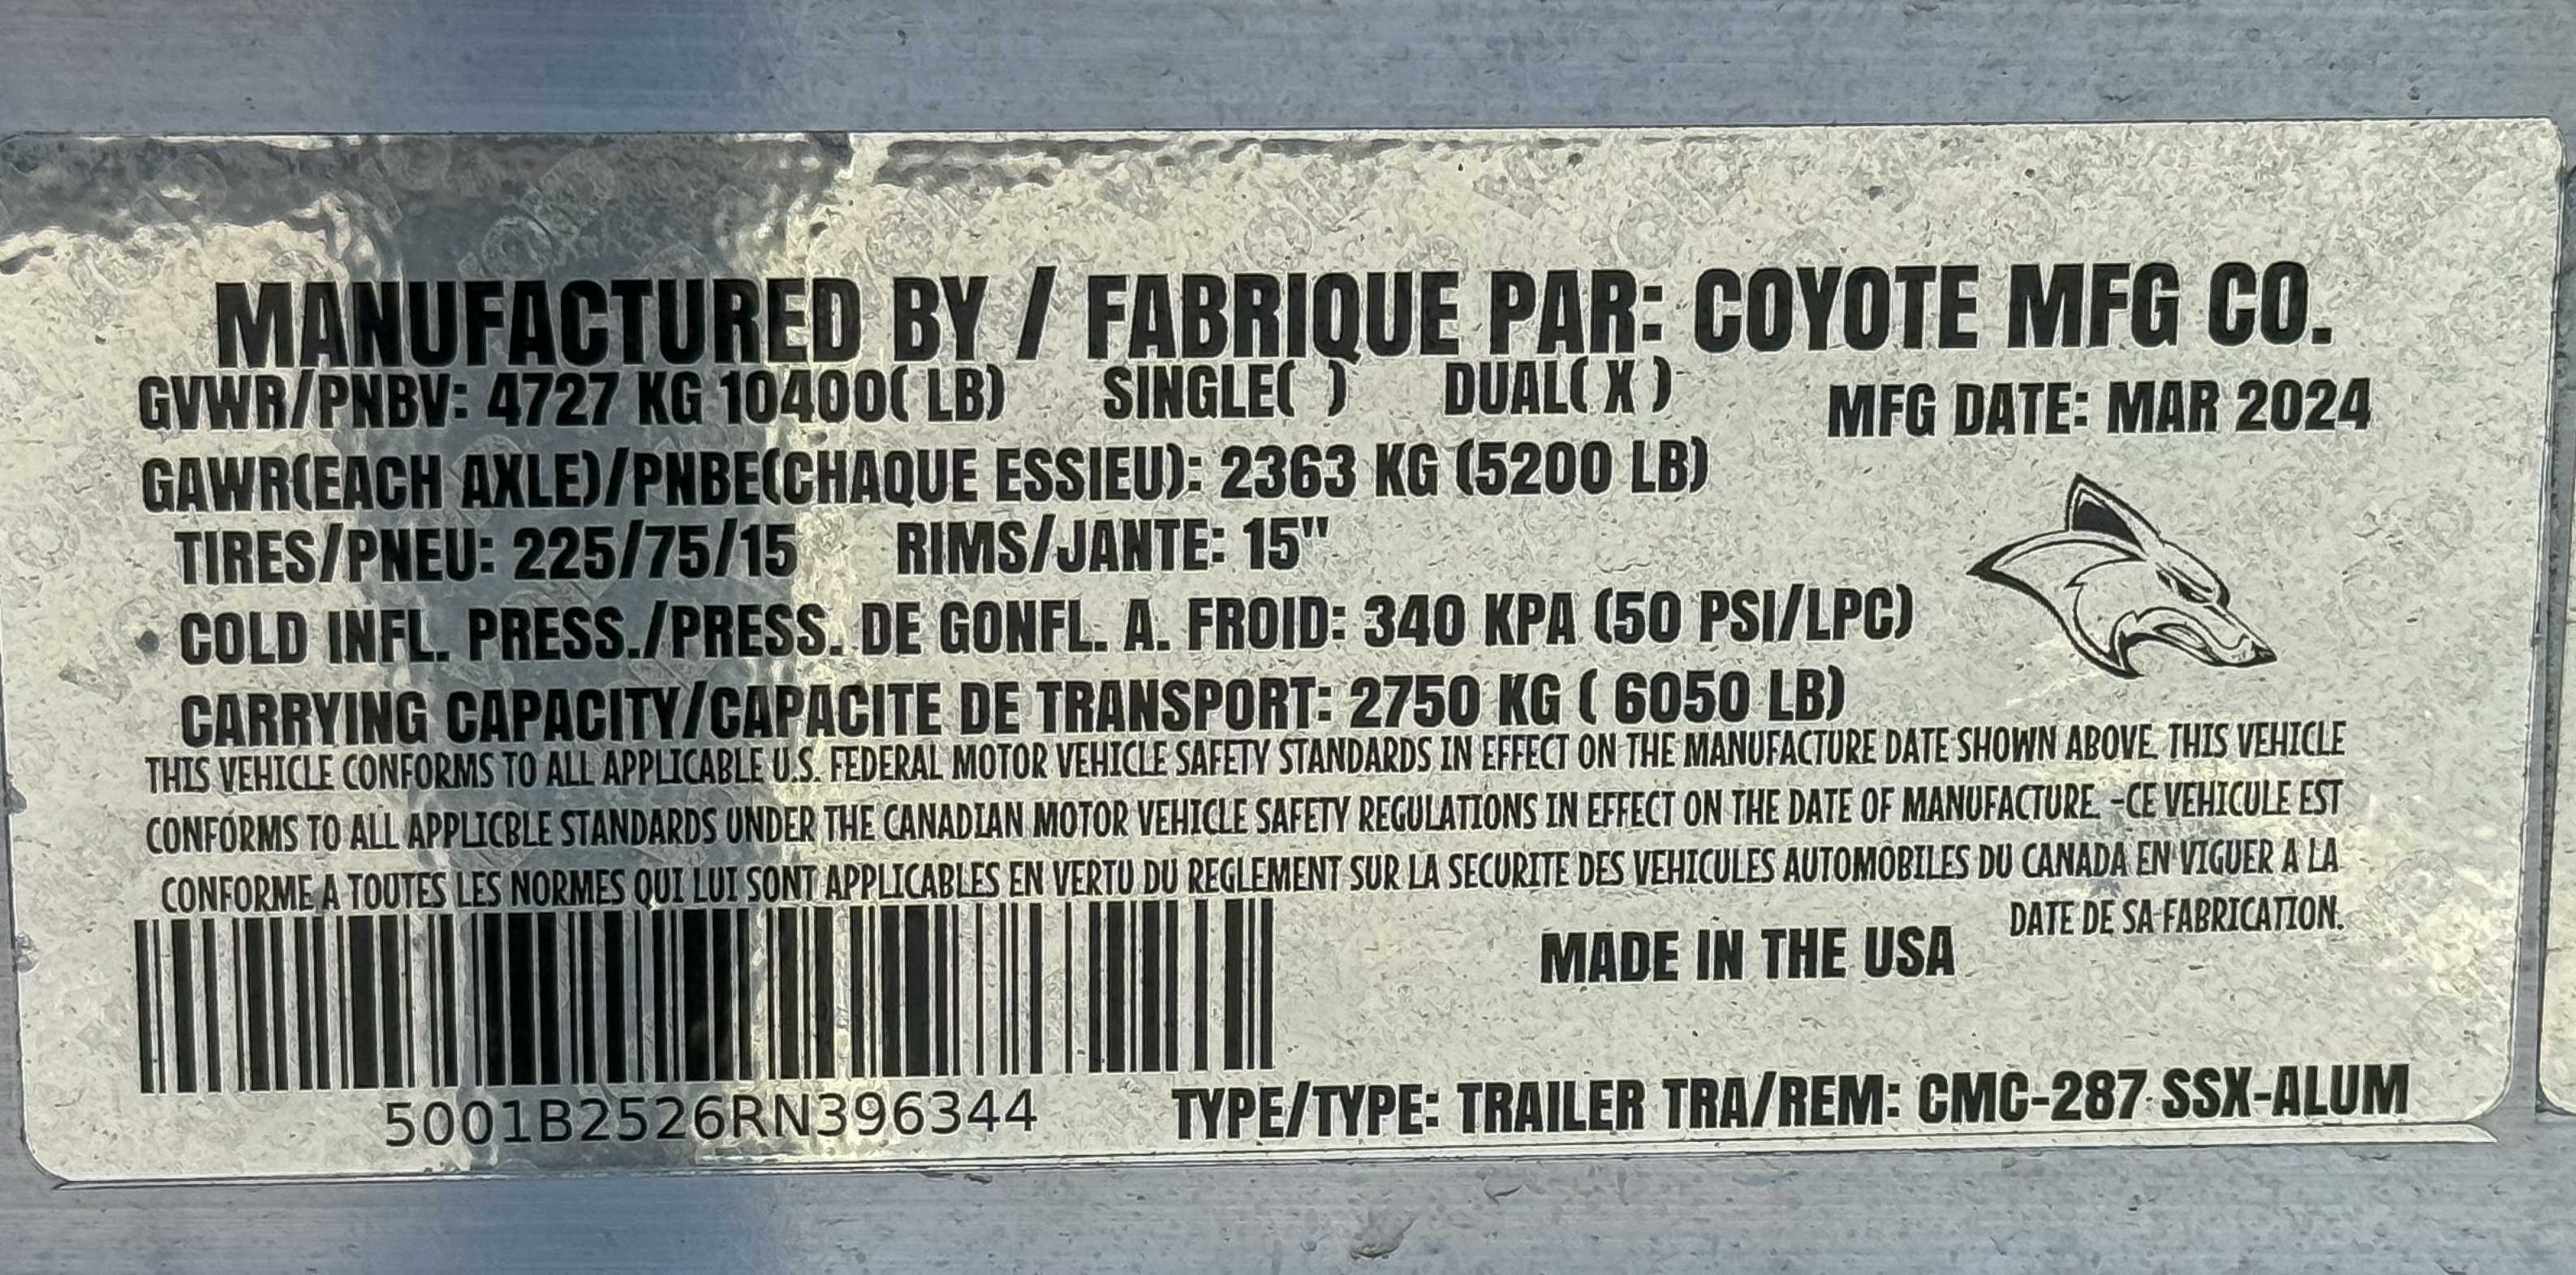 MANUFACTURED BY / FABRIQUE PAR: COYOTE MFG CO.
GVWR/PNBV: 4727 KG 10400( LB) SINGLE( ) DUAL( X )
MFG DATE: MAR 2024
GAWR(EACH AXLE)/PNBE(CHAQUE ESSIEU): 2363 KG (5200 LB)
TIRES/PNEU: 225/75/15 RIMS/JANTE: 15"
COLD INFL. PRESS./PRESS. DE GONFL. A. FROID: 340 KPA (50 PSI/LPC)
CARRYING CAPACITY/CAPACITE DE TRANSPORT: 2750 KG ( 6050 LB)
THIS VEHICLE CONFORMS TO ALL APPLICABLE U.S. FEDERAL MOTOR VEHICLE SAFETY STANDARDS IN EFFECT ON THE MANUFACTURE DATE SHOWN ABOVE. THIS VEHICLE
CONFORMS TO ALL APPLICBLE STANDARDS UNDER THE CANADIAN MOTOR VEHICLE SAFETY REGULATIONS IN EFFECT ON THE DATE OF MANUFACTURE. -CE VEHICULE EST
CONFORME A TOUTES LES NORMES QUI LUI SONT APPLICABLES EN VERTU DU REGLEMENT SUR LA SECURITE DES VEHICULES AUTOMOBILES DU CANADA EN VIGUER A LA
DATE DE SA FABRICATION.
MADE IN THE USA
5001B2526RN396344
TYPE/TYPE: TRAILER TRA/REM: CMC-287 SSX-ALUM